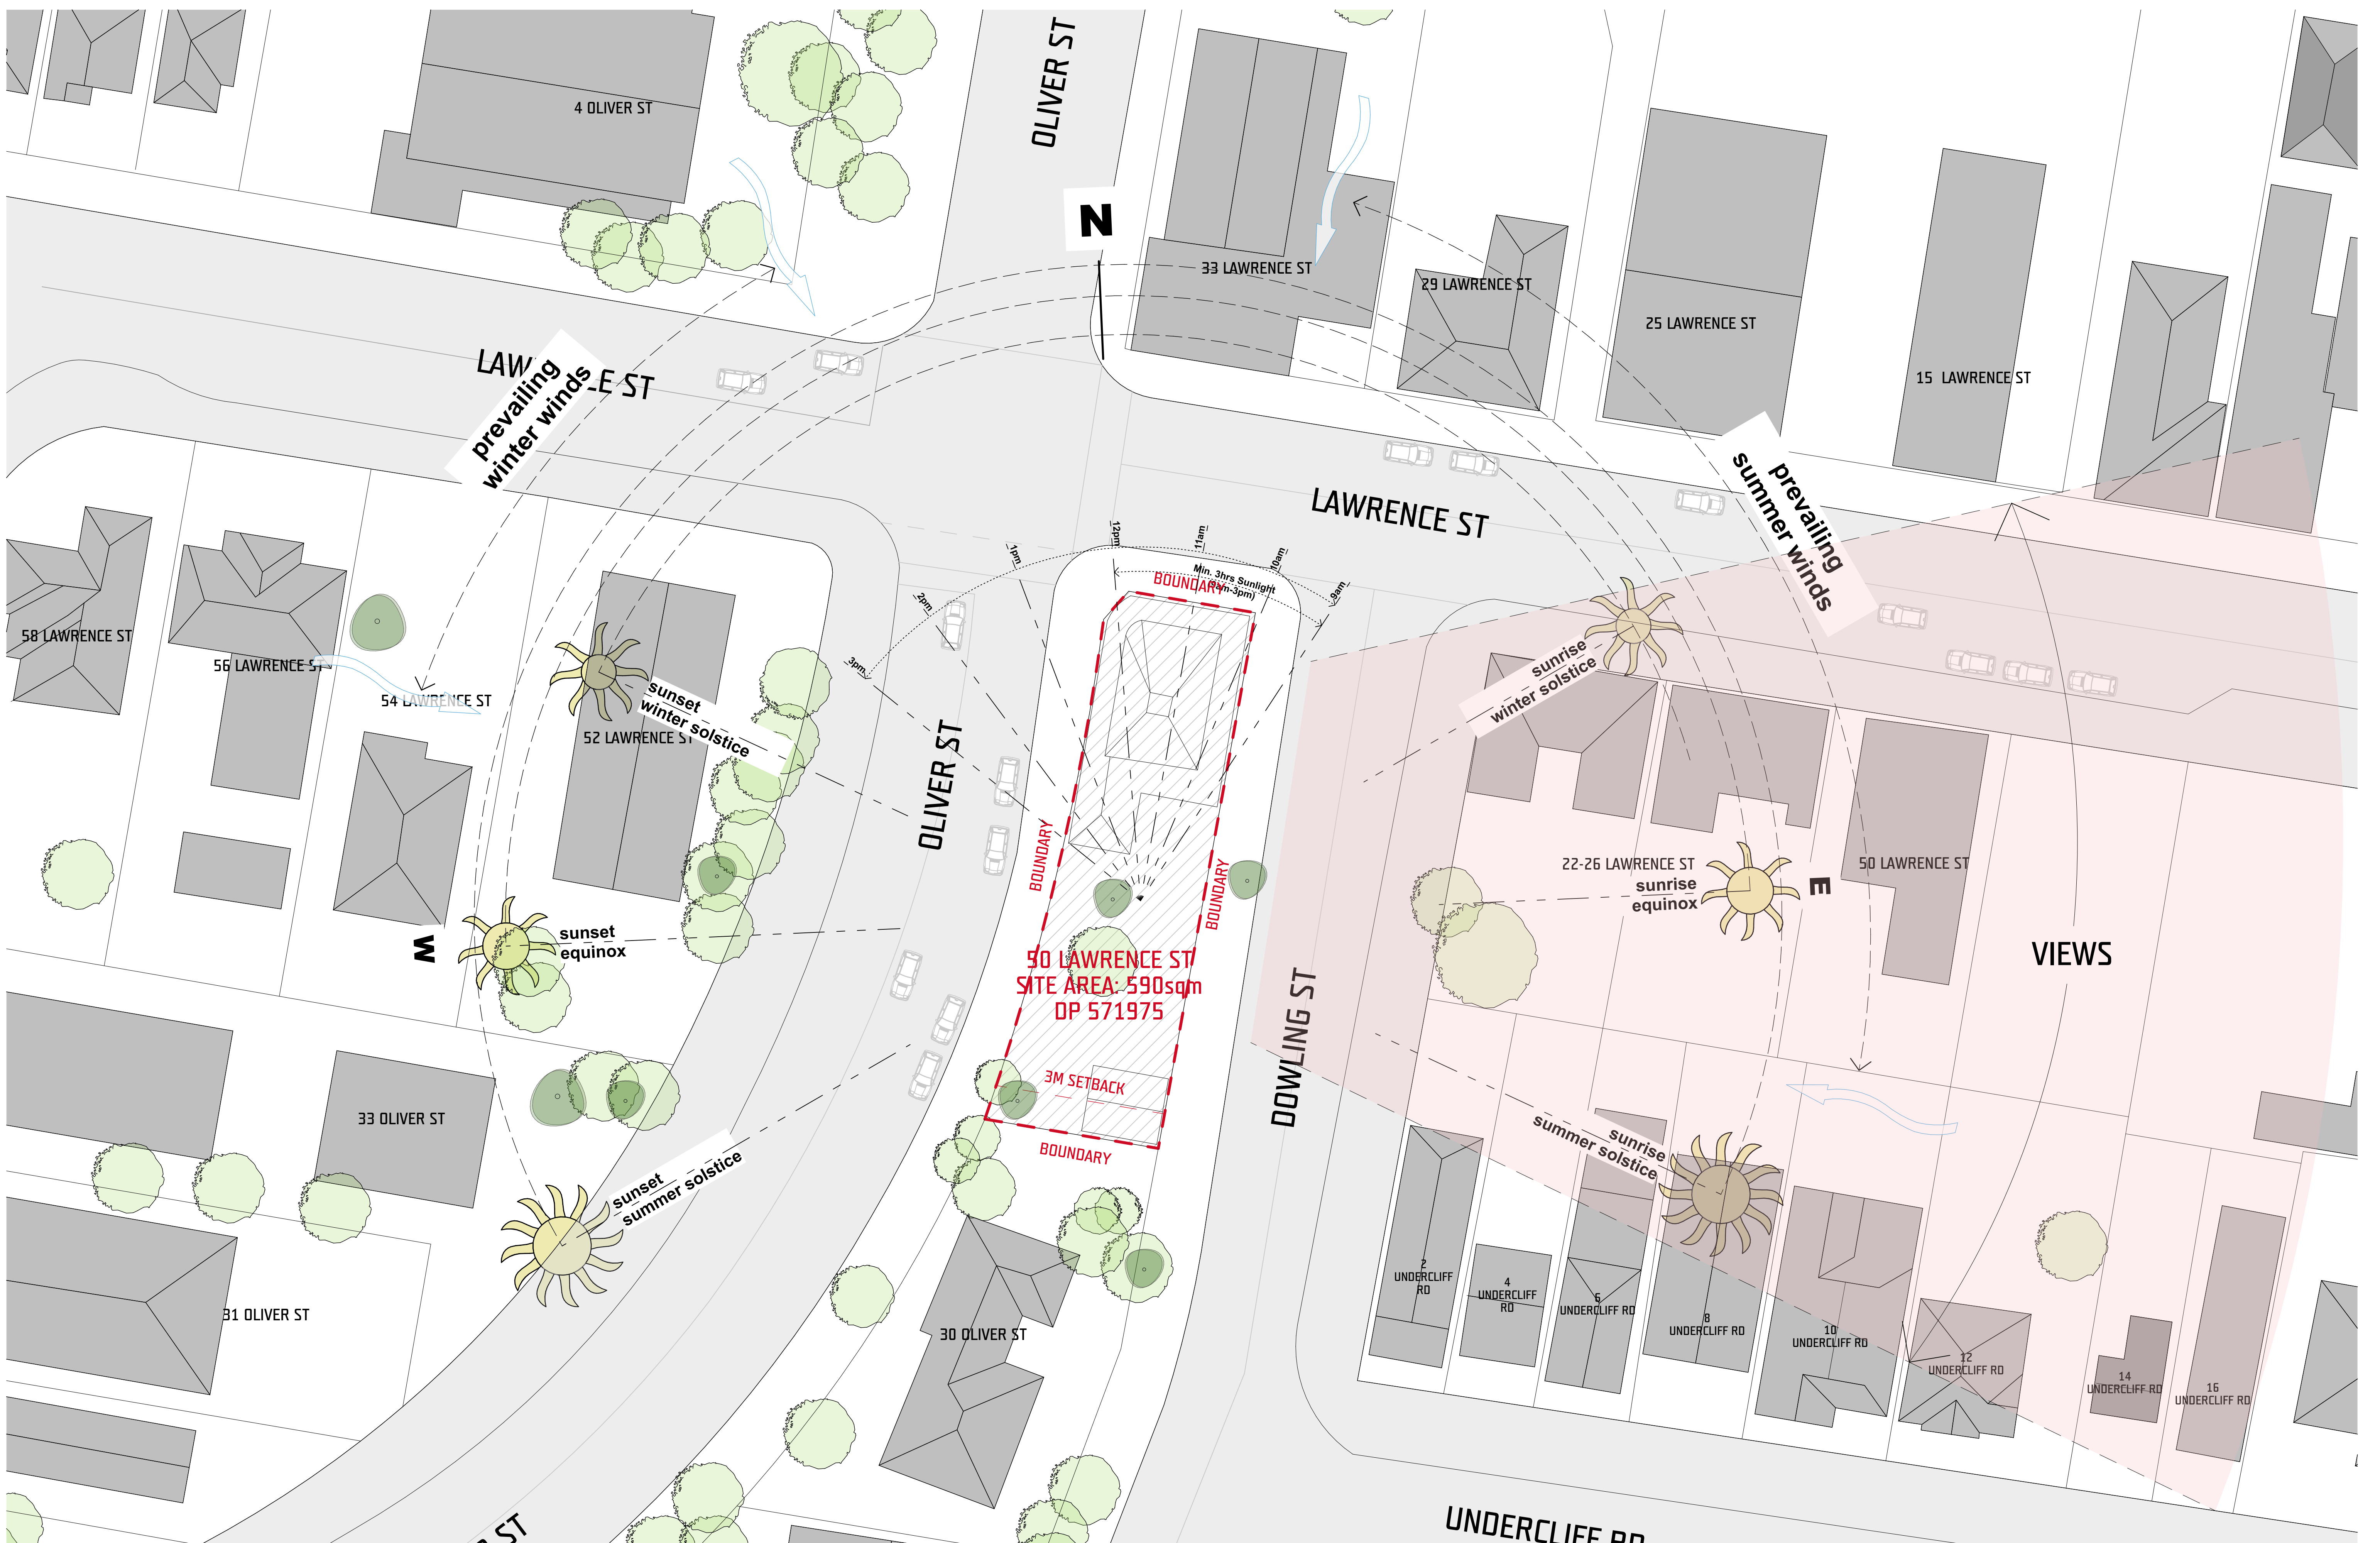 4 OLIVER ST
OLIVER ST
N
33 LAWRENCE ST
29 LAWRENCE ST
25 LAWRENCE ST
15 LAWRENCE ST
prevailing
winter winds
LAWRENCE ST
prevailing
summer winds
12pm
11am
10am
9am
1pm
2pm
3pm
Min. 3hrs Sunlight
(9am-3pm)
BOUNDARY
58 LAWRENCE ST
56 LAWRENCE ST
54 LAWRENCE ST
52 LAWRENCE ST
sunset
winter solstice
sunrise
winter solstice
OLIVER ST
BOUNDARY
BOUNDARY
22-26 LAWRENCE ST
50 LAWRENCE ST
sunrise
equinox
E
W
sunset
equinox
VIEWS
50 LAWRENCE ST
SITE AREA: 590sqm
DP 571975
DOWLING ST
3M SETBACK
BOUNDARY
33 OLIVER ST
sunset
summer solstice
sunrise
summer solstice
31 OLIVER ST
30 OLIVER ST
2
UNDERCLIFF
RD
4
UNDERCLIFF
RD
6
UNDERCLIFF RD
8
UNDERCLIFF RD
10
UNDERCLIFF RD
12
UNDERCLIFF RD
14
UNDERCLIFF RD
16
UNDERCLIFF RD
ST
UNDERCLIFF RD